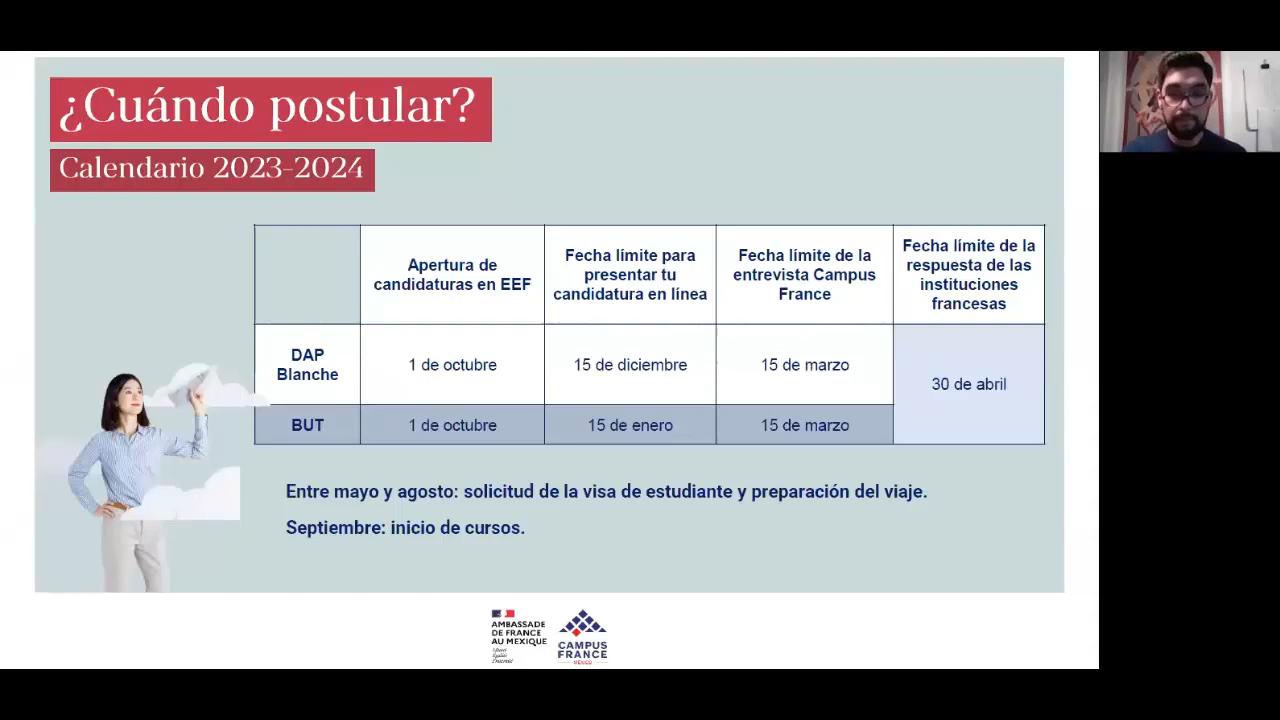 ¿Cuándo postular?
Calendario 2023-2024
Apertura de
candidaturas en EEF
Fecha límite para
presentar tu
candidatura en línea
Fecha límite de la
entrevista Campus
France
Fecha límite de la
respuesta de las
instituciones
francesas
DAP
Blanche
1 de octubre
15 de diciembre
15 de marzo
30 de abril
BUT
1 de octubre
15 de enero
15 de marzo
Entre mayo y agosto: solicitud de la visa de estudiante y preparación del viaje.
Septiembre: inicio de cursos.
AMBASSADE
DE FRANCE
AU MEXIQUE
CAMPUS
FRANCE
MEXICO